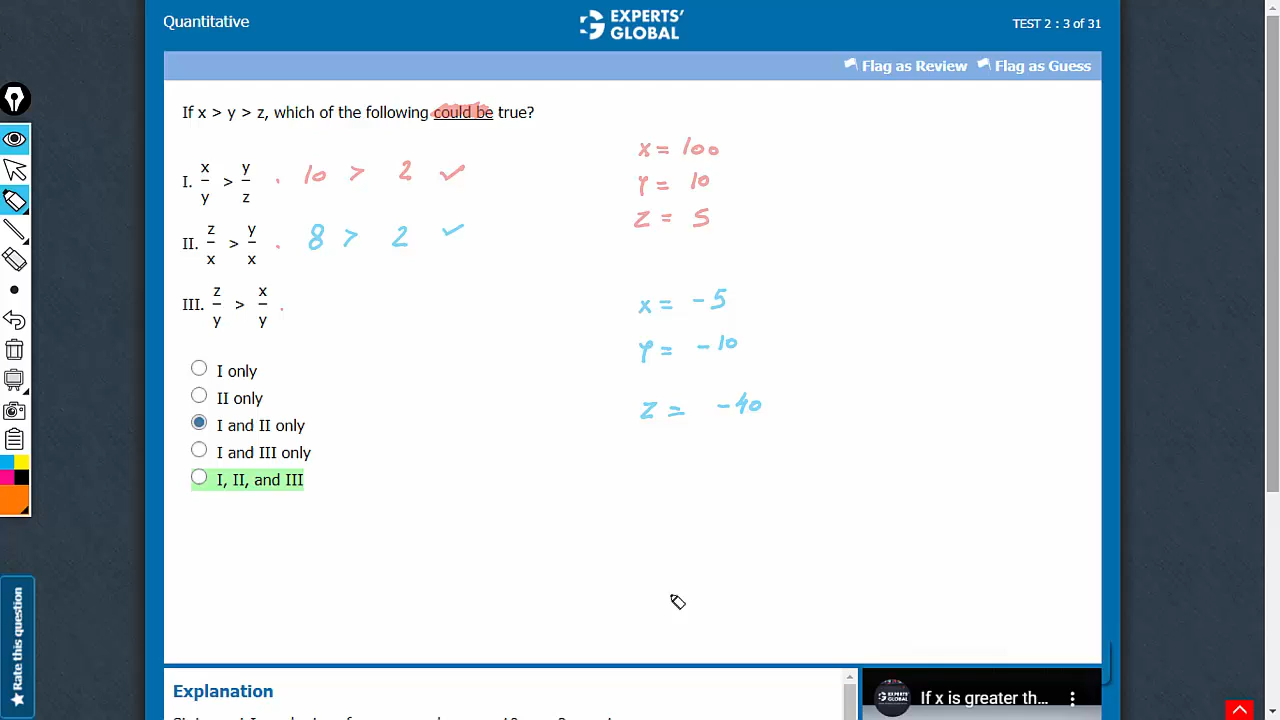 Quantitative
EXPERTS'
GLOBAL
TEST 2 : 3 of 31
Flag as Review
Flag as Guess
If x > y > z, which of the following could be true?
I. x/y > y/z . 10 > 2 ✓
II. z/x > y/x . 8 > 2 ✓
III. z/y > x/y .
x = 100
y = 10
z = 5
x = -5
y = -10
z = -40
I only
II only
I and II only
I and III only
I, II, and III
Rate this question
Explanation
If x is greater th...